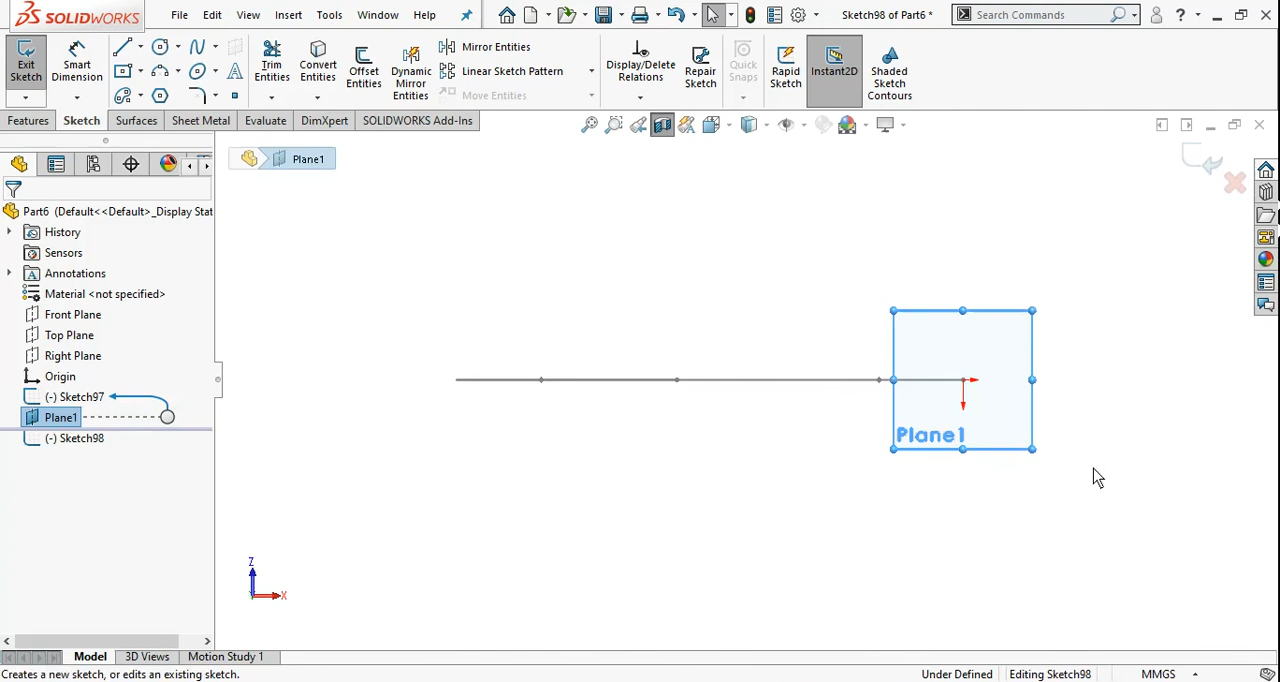 SOLIDWORKS
File Edit View Insert Tools Window Help
Sketch98 of Part6 *
Search Commands
Exit Sketch
Smart Dimension
Trim Entities
Convert Entities
Offset Entities
Dynamic Mirror Entities
Mirror Entities
Linear Sketch Pattern
Move Entities
Display/Delete Relations
Repair Sketch
Quick Snaps
Rapid Sketch
Instant2D
Shaded Sketch Contours
Features Sketch Surfaces Sheet Metal Evaluate DimXpert SOLIDWORKS Add-Ins
Plane1
Part6 (Default<<Default>_Display Stat
History
Sensors
Annotations
Material <not specified>
Front Plane
Top Plane
Right Plane
Origin
(-) Sketch97
Plane1
(-) Sketch98
Plane1
Z
X
Model 3D Views Motion Study 1
Creates a new sketch, or edits an existing sketch.
Under Defined Editing Sketch98 MMGS